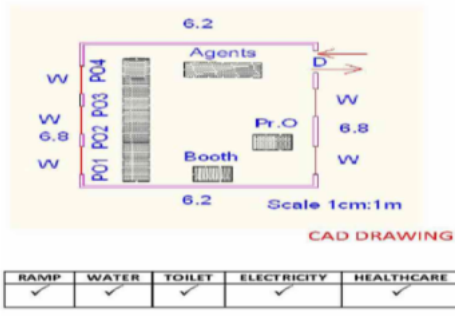 6.2
Agents
D
W
PO4
PO3
W
W
6.8
PO2
Pr.O
6.8
W
PO1
Booth
W
6.2
Scale 1cm:1m
CAD DRAWING
RAMP WATER TOILET ELECTRICITY HEALTHCARE
✓ ✓ ✓ ✓ ✓